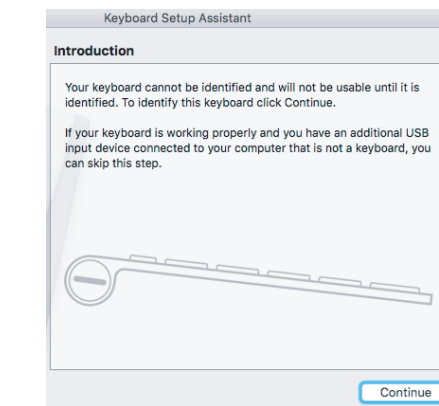 Keyboard Setup Assistant
Introduction
Your keyboard cannot be identified and will not be usable until it is
identified. To identify this keyboard click Continue.
If your keyboard is working properly and you have an additional USB
input device connected to your computer that is not a keyboard, you
can skip this step.
Continue